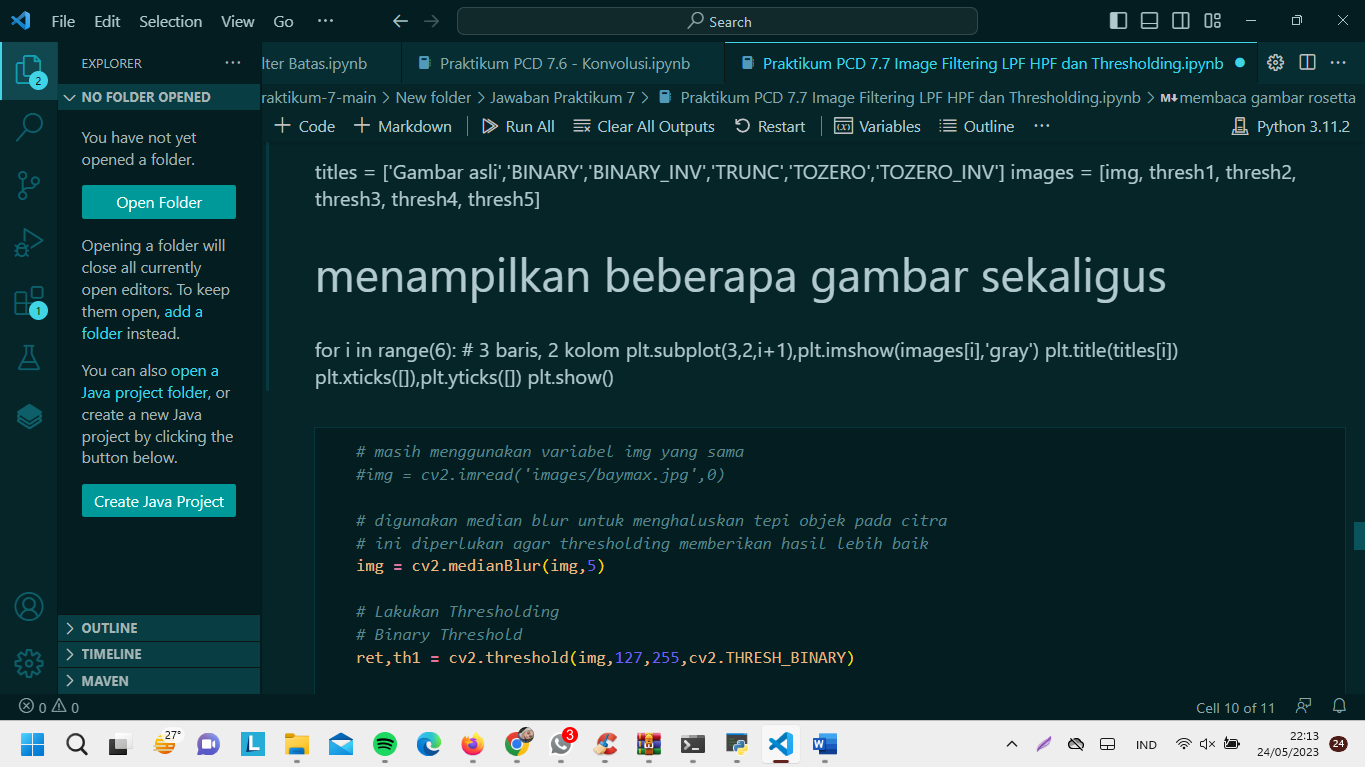 File Edit Selection View Go ··· Search
EXPLORER ···
lter Batas.ipynb Praktikum PCD 7.6 - Konvolusi.ipynb Praktikum PCD 7.7 Image Filtering LPF HPF dan Thresholding.ipynb
2
NO FOLDER OPENED
raktikum-7-main > New folder > Jawaban Praktikum 7 > Praktikum PCD 7.7 Image Filtering LPF HPF dan Thresholding.ipynb > M↓membaca gambar rosetta
+ Code + Markdown Run All Clear All Outputs Restart Variables Outline ··· Python 3.11.2
You have not yet
opened a folder.
Open Folder
Opening a folder will
close all currently
open editors. To keep
them open, add a
folder instead.
1
You can also open a
Java project folder, or
create a new Java
project by clicking the
button below.
Create Java Project
OUTLINE
TIMELINE
MAVEN
titles = ['Gambar asli','BINARY','BINARY_INV','TRUNC','TOZERO','TOZERO_INV'] images = [img, thresh1, thresh2,
thresh3, thresh4, thresh5]
menampilkan beberapa gambar sekaligus
for i in range(6): # 3 baris, 2 kolom plt.subplot(3,2,i+1),plt.imshow(images[i],'gray') plt.title(titles[i])
plt.xticks([]),plt.yticks([]) plt.show()
# masih menggunakan variabel img yang sama
#img = cv2.imread('images/baymax.jpg',0)
# digunakan median blur untuk menghaluskan tepi objek pada citra
# ini diperlukan agar thresholding memberikan hasil lebih baik
img = cv2.medianBlur(img,5)
# Lakukan Thresholding
# Binary Threshold
ret,th1 = cv2.threshold(img,127,255,cv2.THRESH_BINARY)
0 0 Cell 10 of 11
27° L 3 W IND 22:13
24/05/2023 24